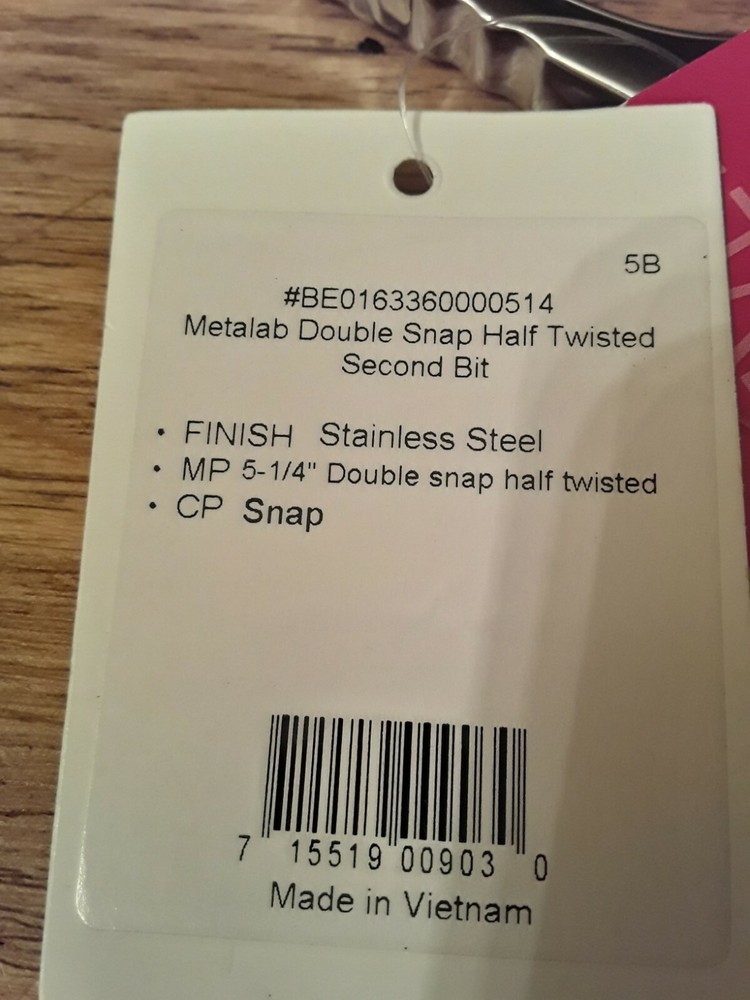 5B
#BE0163360000514
Metalab Double Snap Half Twisted
Second Bit
• FINISH Stainless Steel
• MP 5-1/4" Double snap half twisted
• CP Snap
7 15519 00903 0
Made in Vietnam